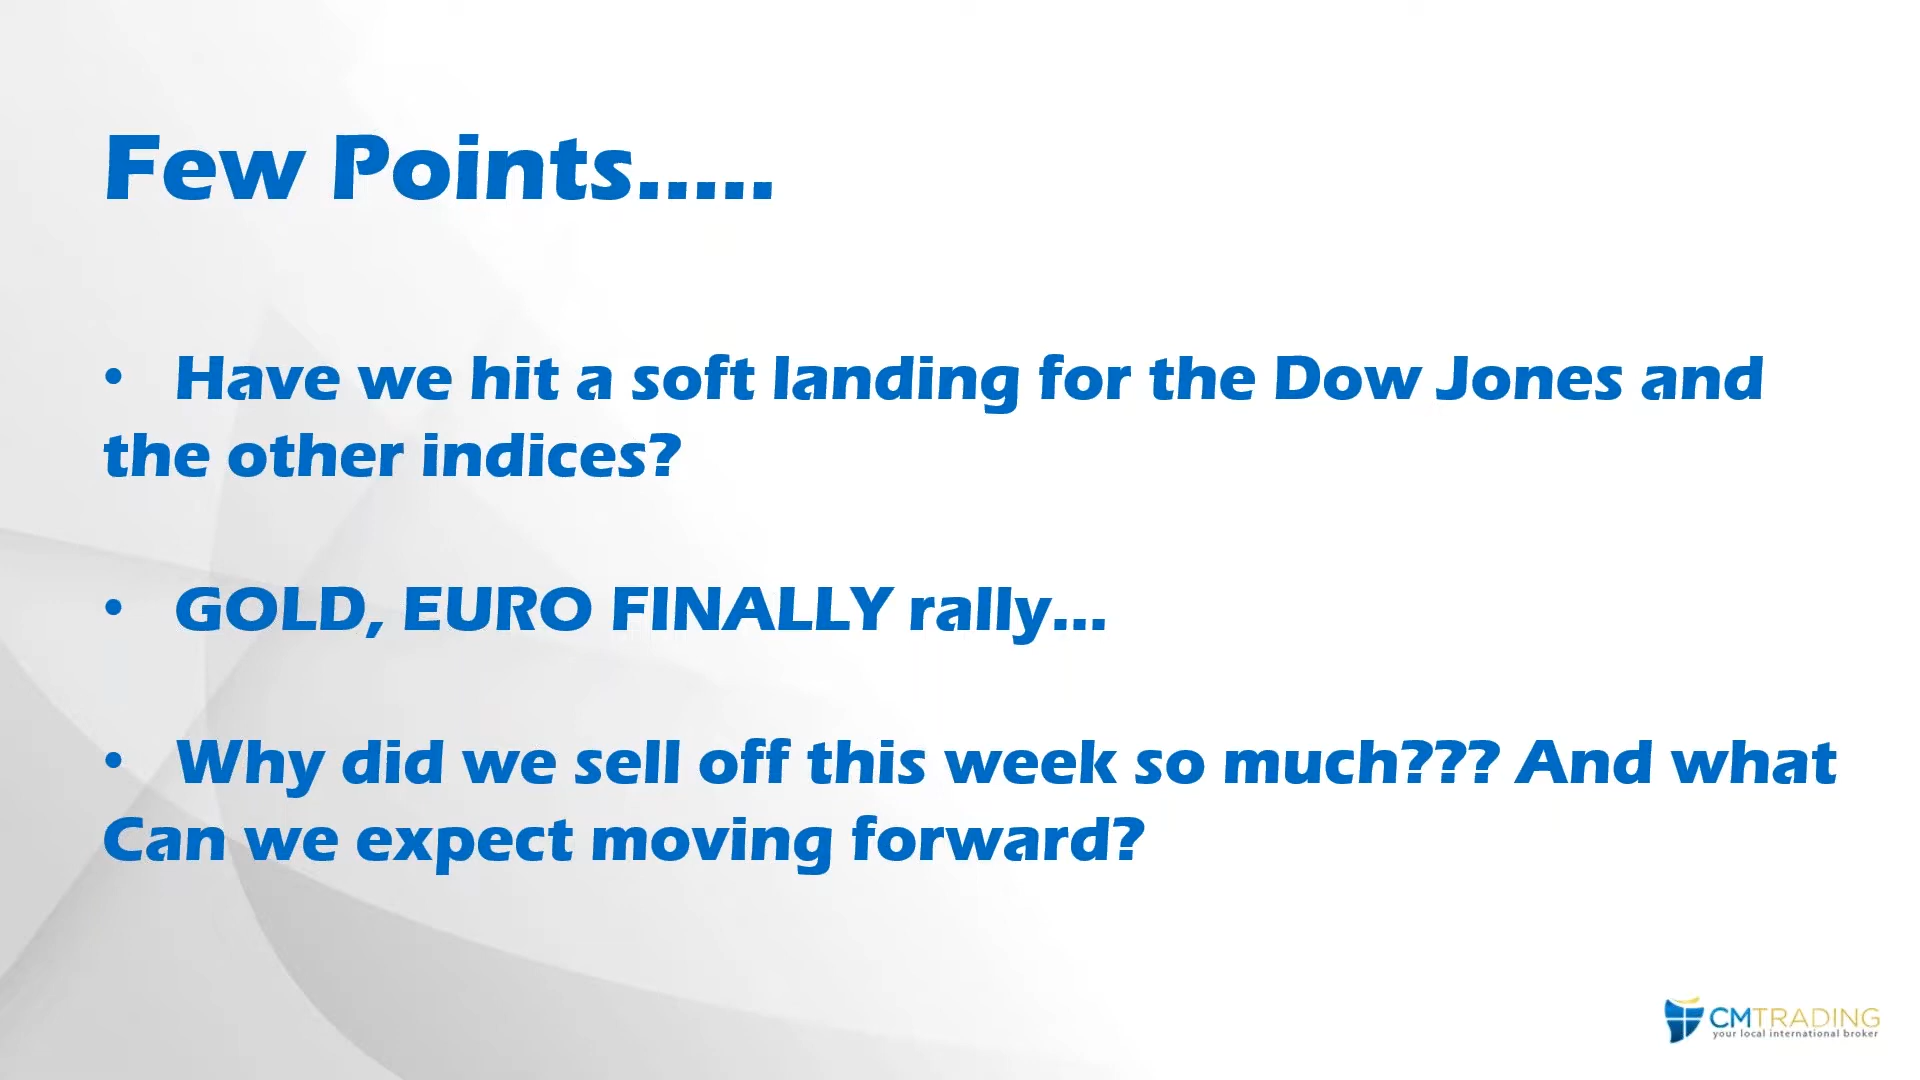 Few Points.....
• Have we hit a soft landing for the Dow Jones and
the other indices?
• GOLD, EURO FINALLY rally...
• Why did we sell off this week so much??? And what
Can we expect moving forward?
CMTRADING
your local international broker